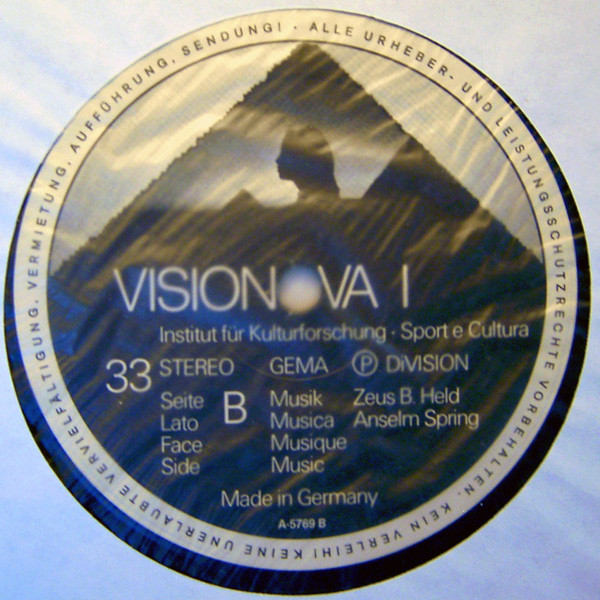 ALLE URHEBER- UND LEISTUNGSSCHUTZRECHTE VORBEHALTEN. KEIN VERLEIH! KEINE UNERLAUBTE VERVIELFÄLTIGUNG, VERMIETUNG, AUFFÜHRUNG, SENDUNG! ·
VISIONOVA I
Institut für Kulturforschung · Sport e Cultura
33 STEREO GEMA Ⓟ DiVISION
Seite B Musik Zeus B. Held
Lato Musica Anselm Spring
Face Musique
Side Music
Made in Germany
A-5769 B